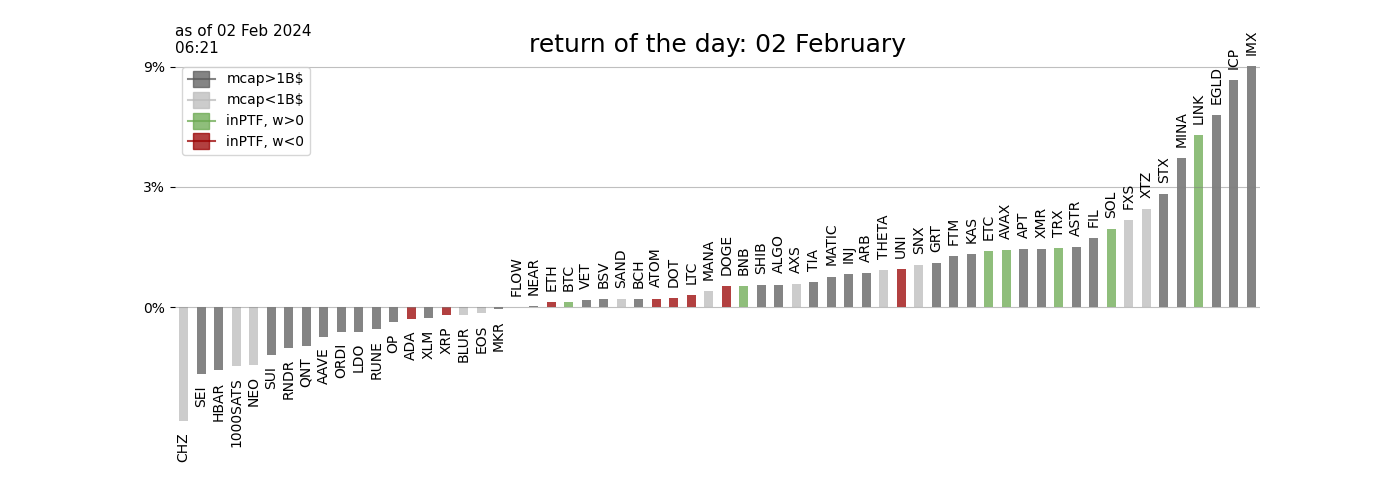 as of 02 Feb 2024
06:21
return of the day: 02 February
9%
3%
0%
mcap>1B$
mcap<1B$
inPTF, w>0
inPTF, w<0
CHZ
SEI
HBAR
1000SATS
NEO
SUI
RNDR
QNT
AAVE
ORDI
LDO
RUNE
OP
ADA
XLM
XRP
BLUR
EOS
MKR
FLOW
NEAR
ETH
BTC
VET
BSV
SAND
BCH
ATOM
DOT
LTC
MANA
DOGE
BNB
SHIB
ALGO
AXS
TIA
MATIC
INJ
ARB
THETA
UNI
SNX
GRT
FTM
KAS
ETC
AVAX
APT
XMR
TRX
ASTR
FIL
SOL
FXS
XTZ
STX
MINA
LINK
EGLD
ICP
IMX